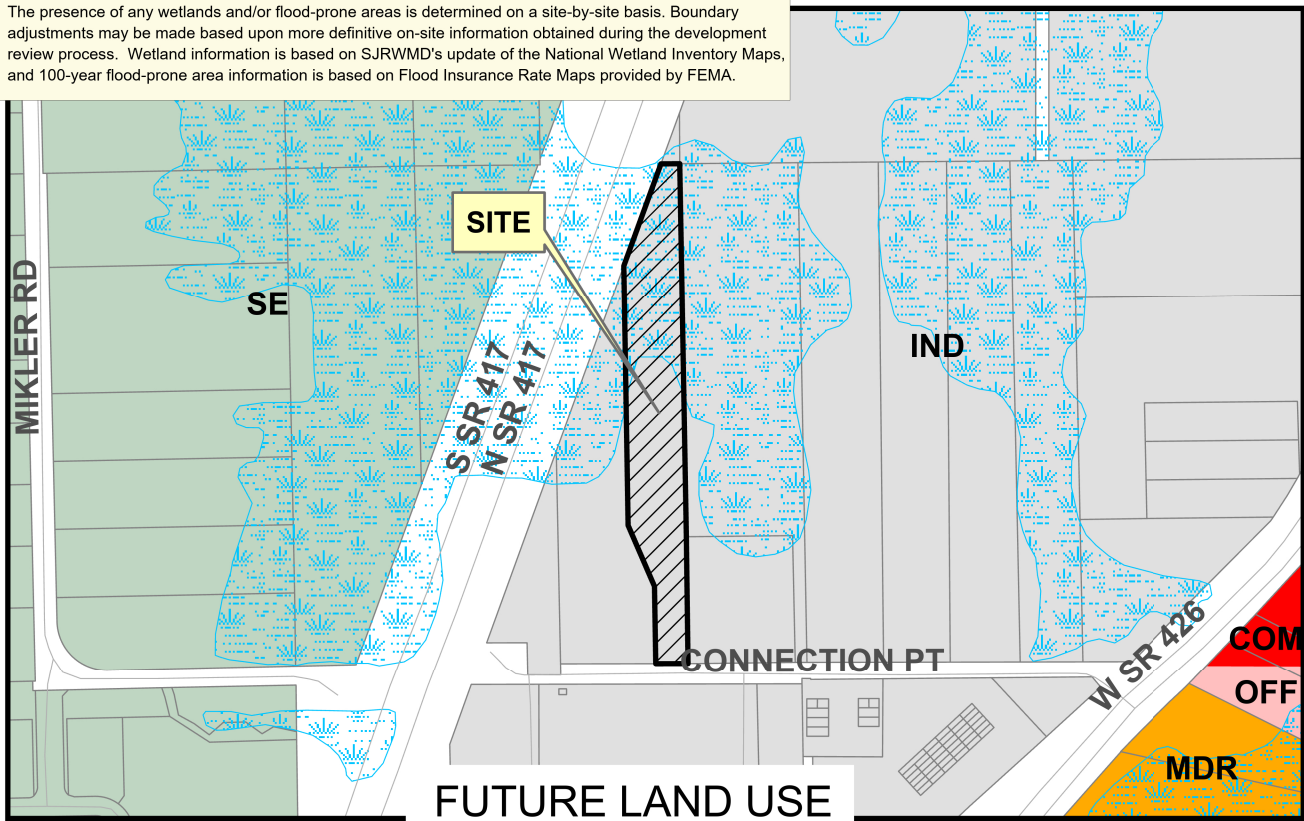 The presence of any wetlands and/or flood-prone areas is determined on a site-by-site basis. Boundary
adjustments may be made based upon more definitive on-site information obtained during the development
review process.  Wetland information is based on SJRWMD's update of the National Wetland Inventory Maps,
and 100-year flood-prone area information is based on Flood Insurance Rate Maps provided by FEMA.
SITE
MIKLER RD
SE
IND
S SR 417
N SR 417
CONNECTION PT
W SR 426
COM
OFF
MDR
FUTURE LAND USE